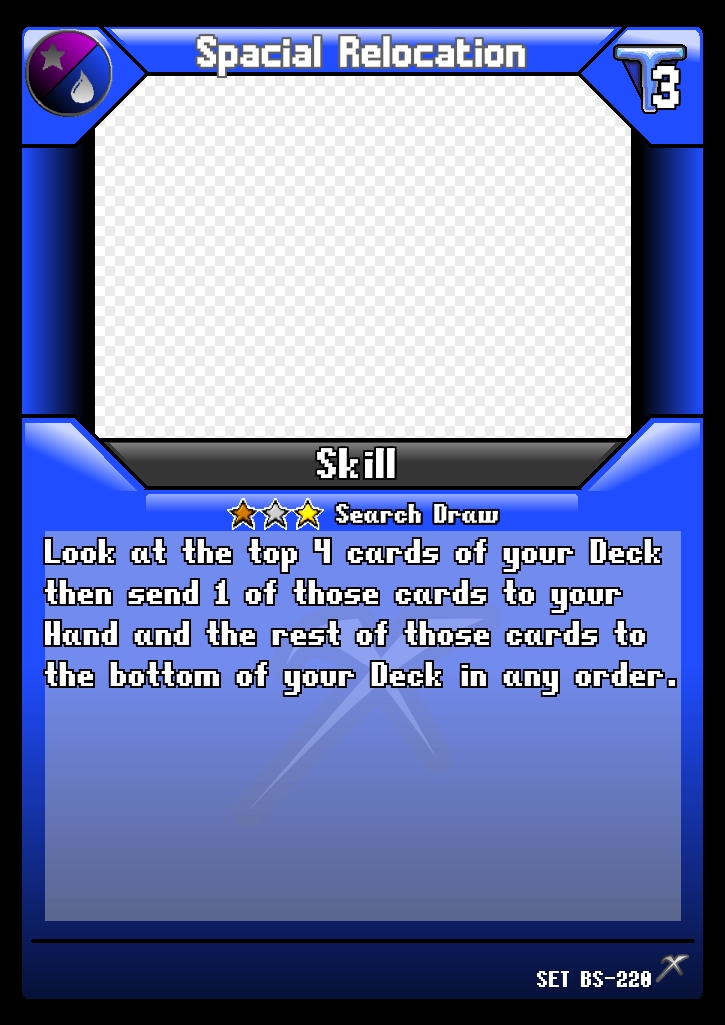 Spacial Relocation
3
Skill
Search Draw
Look at the top 4 cards of your Deck
then send 1 of those cards to your
Hand and the rest of those cards to
the bottom of your Deck in any order.
SET BS-220